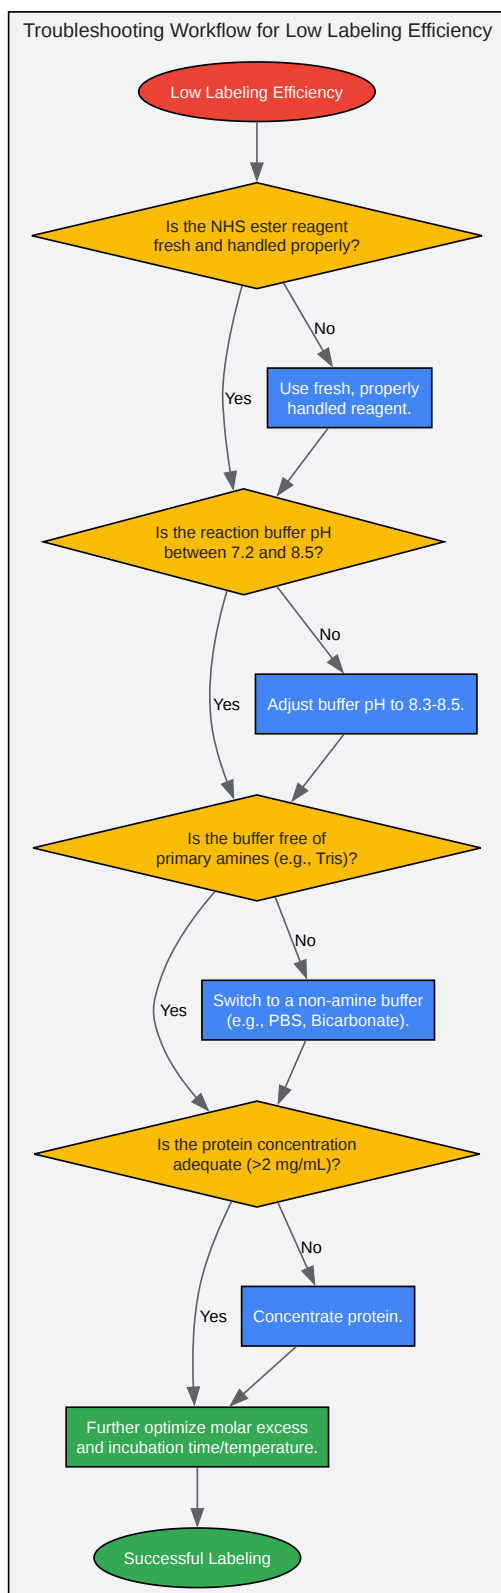 Troubleshooting Workflow for Low Labeling Efficiency
Low Labeling Efficiency
Is the NHS ester reagent
fresh and handled properly?
No
Yes
Use fresh, properly
handled reagent.
Is the reaction buffer pH
between 7.2 and 8.5?
No
Yes
Adjust buffer pH to 8.3-8.5.
Is the buffer free of
primary amines (e.g., Tris)?
No
Yes
Switch to a non-amine buffer
(e.g., PBS, Bicarbonate).
Is the protein concentration
adequate (>2 mg/mL)?
No
Yes
Concentrate protein.
Further optimize molar excess
and incubation time/temperature.
Successful Labeling